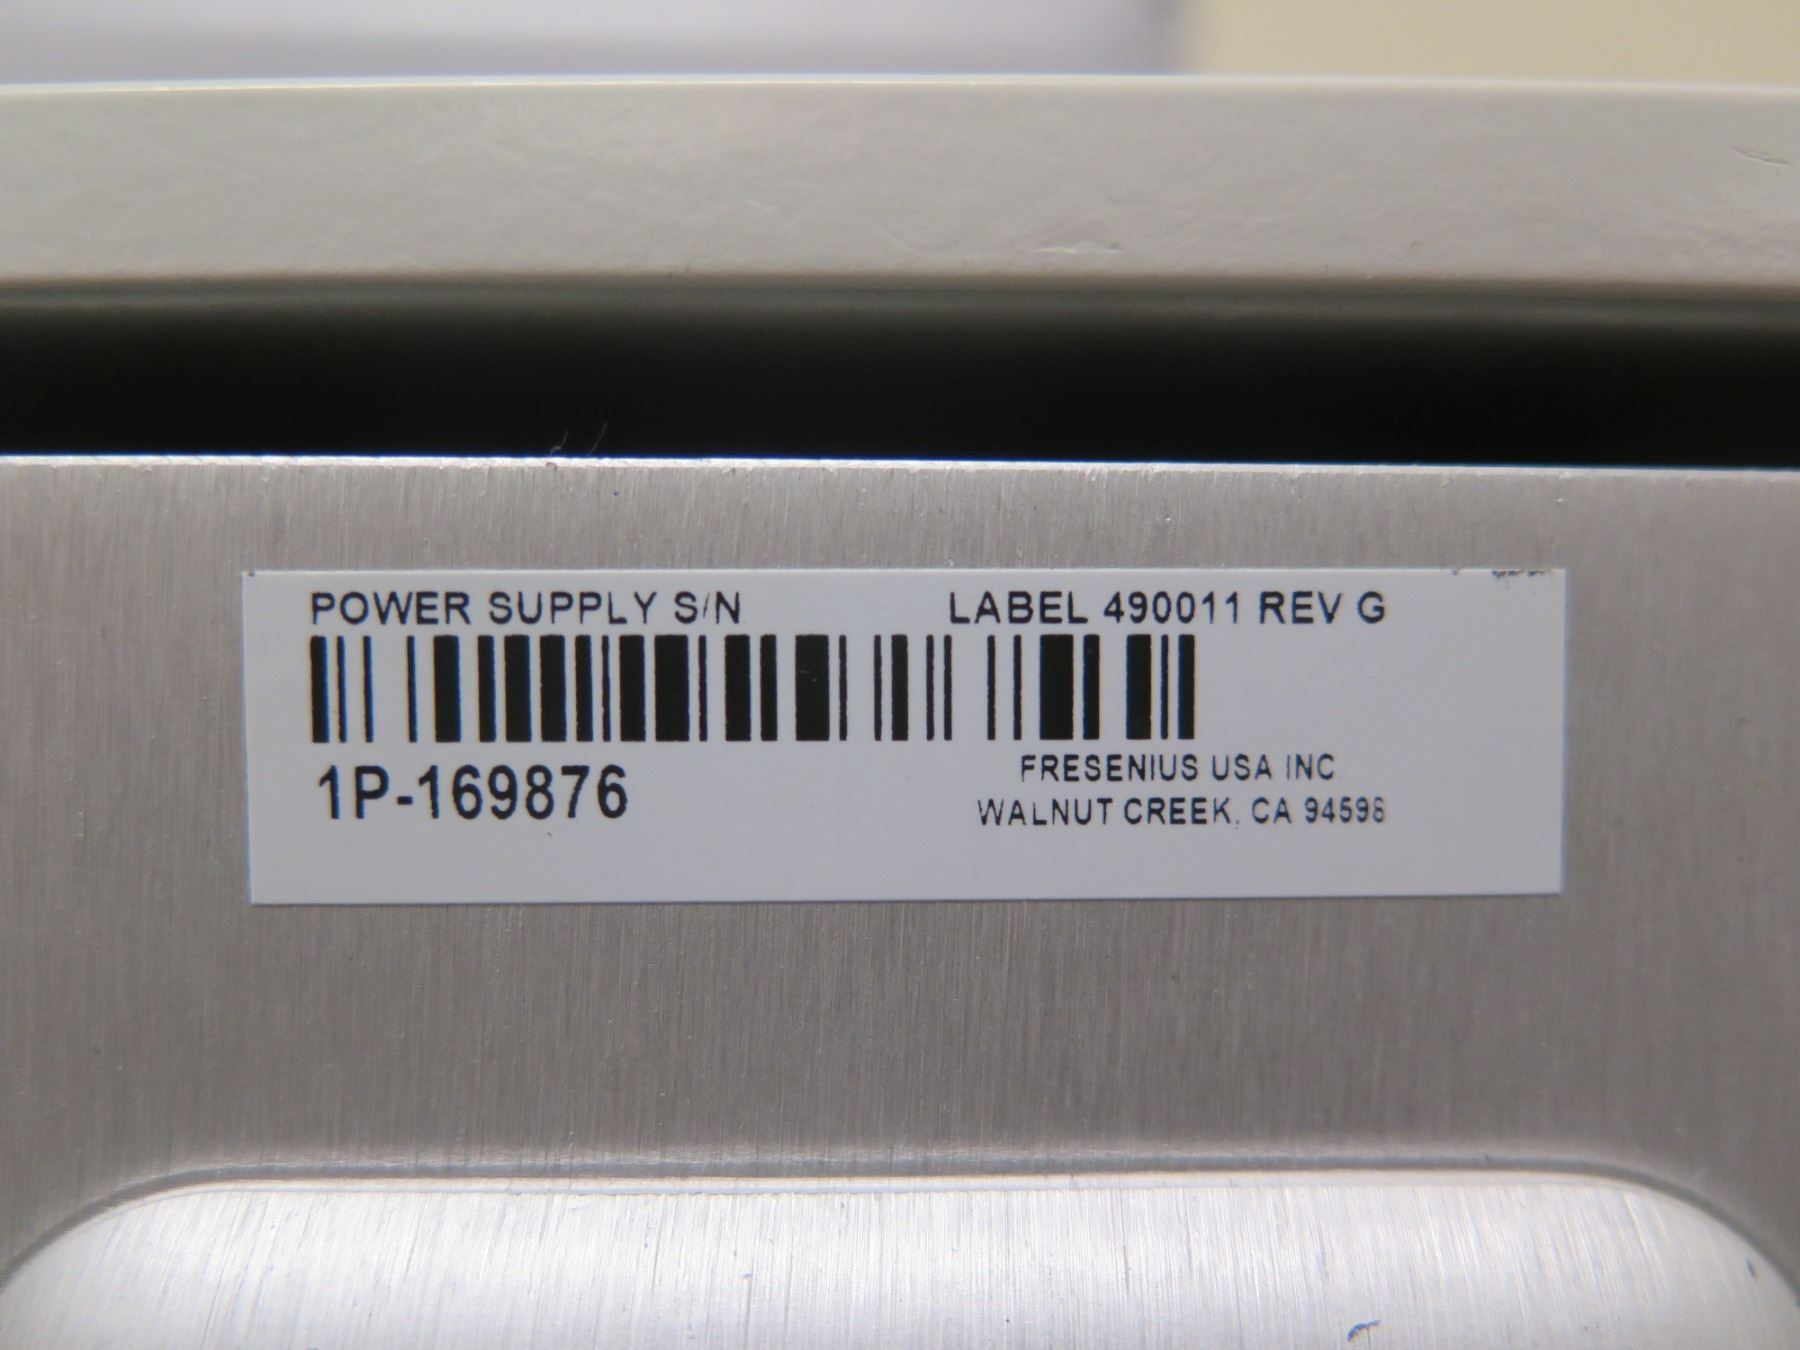 POWER SUPPLY S/N
LABEL 490011 REV G
1P-169876
FRESENIUS USA INC
WALNUT CREEK, CA 94598